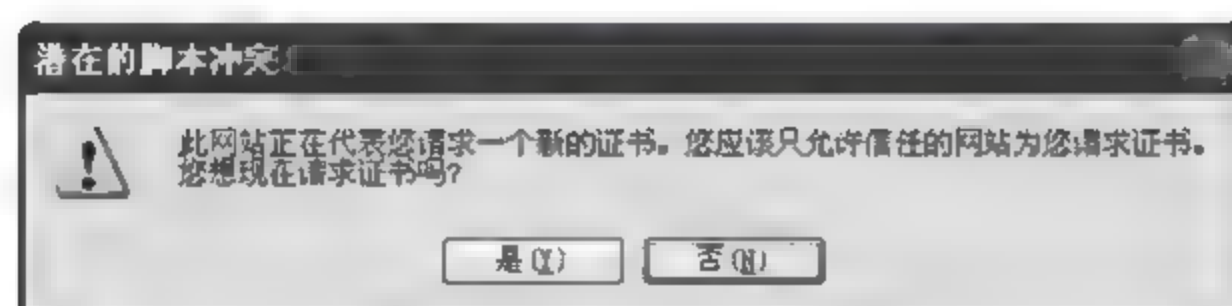 潜在的脚本冲突
此网站正在代表您请求一个新的证书。您应该只允许信任的网站为您请求证书。
您想现在请求证书吗?
是(Y)
否(N)